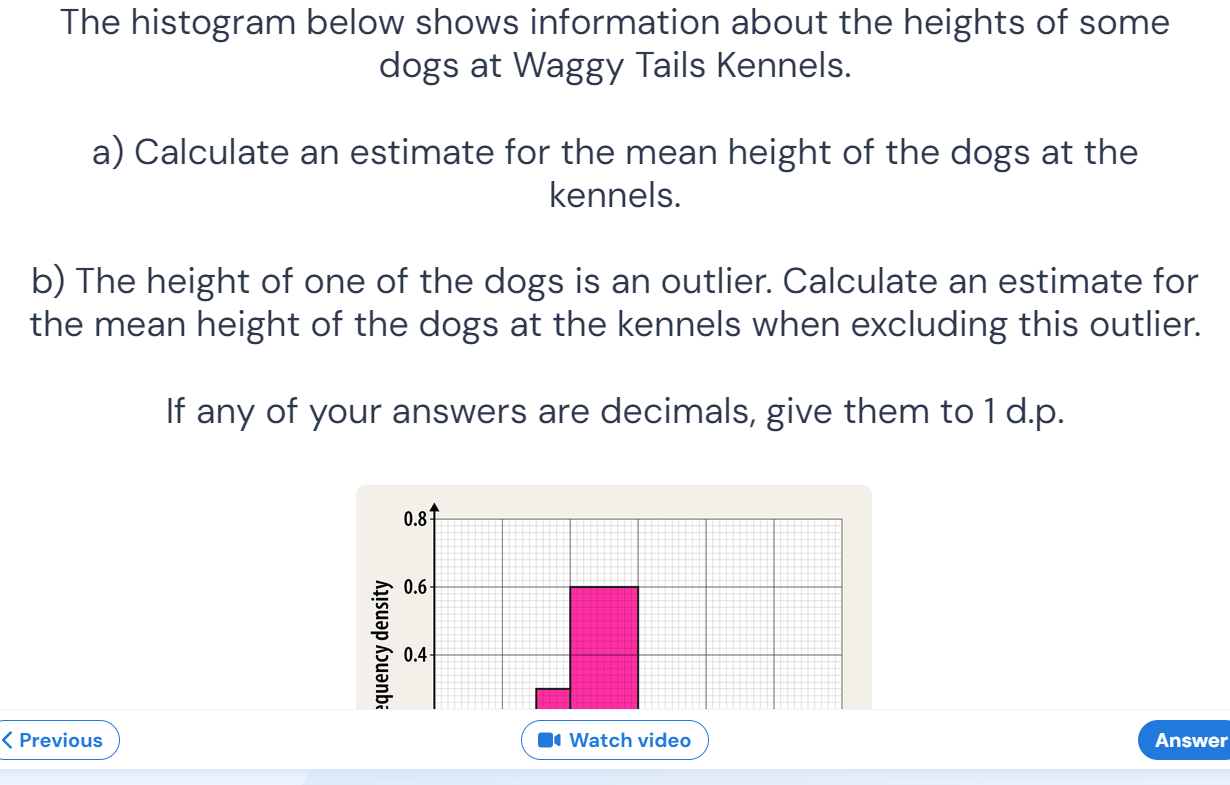 The histogram below shows information about the heights of some
dogs at Waggy Tails Kennels.
a) Calculate an estimate for the mean height of the dogs at the
kennels.
b) The height of one of the dogs is an outlier. Calculate an estimate for
the mean height of the dogs at the kennels when excluding this outlier.
If any of your answers are decimals, give them to 1 d.p.
0.8
0.6
0.4
equency density
Previous
Watch video
Answer